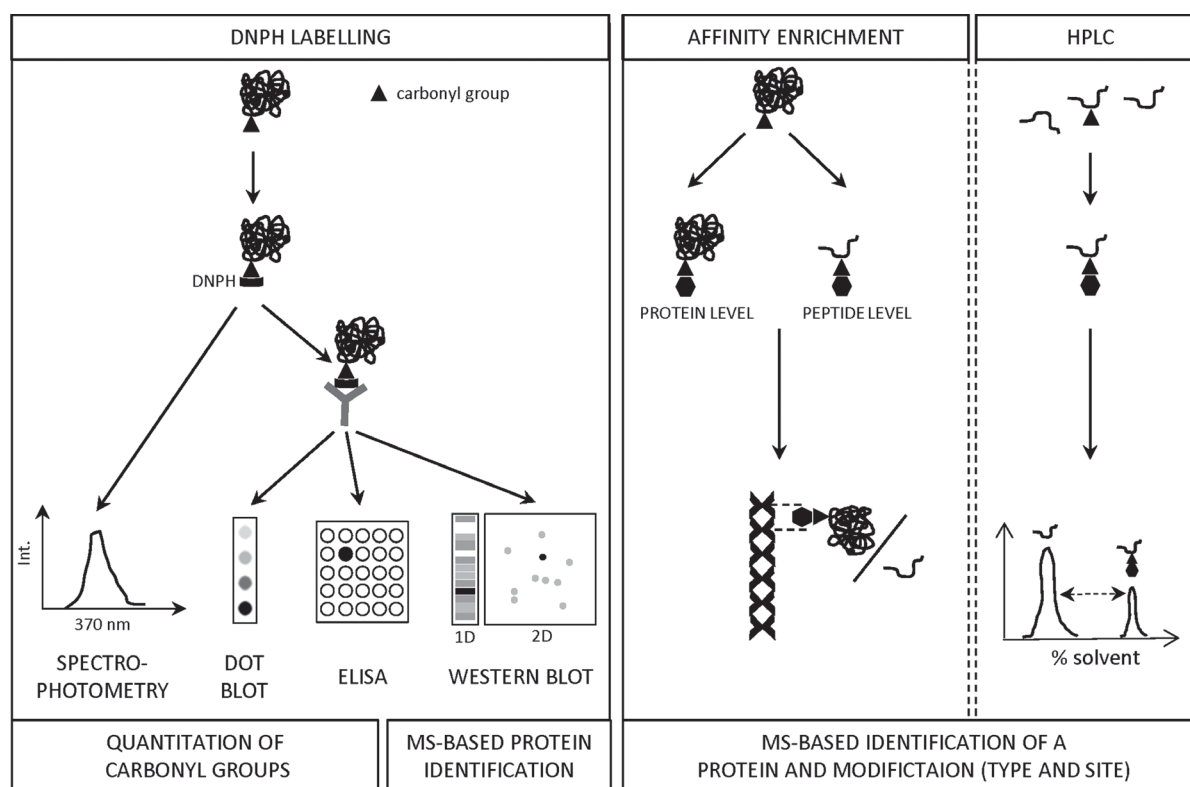 DNPH LABELLING
carbonyl group
DNPH
Int.
370 nm
SPECTRO-
PHOTOMETRY
DOT
BLOT
ELISA
1D
2D
WESTERN BLOT
QUANTITATION OF
CARBONYL GROUPS
MS-BASED PROTEIN
IDENTIFICATION
AFFINITY ENRICHMENT
PROTEIN LEVEL
PEPTIDE LEVEL
HPLC
% solvent
MS-BASED IDENTIFICATION OF A
PROTEIN AND MODIFICTAION (TYPE AND SITE)